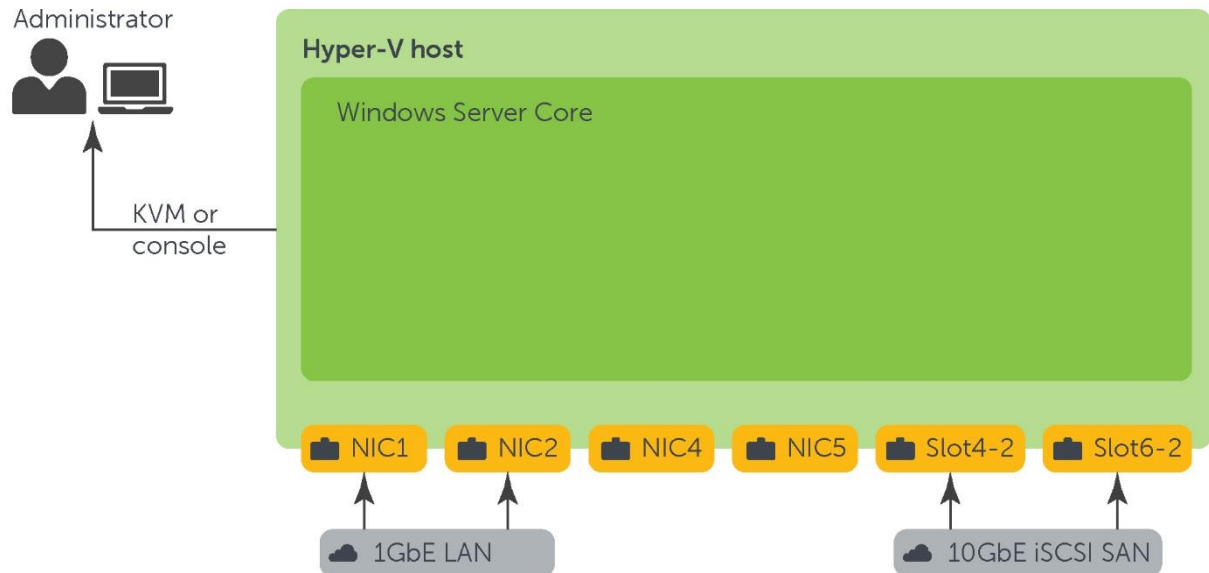 Administrator
Hyper-V host
Windows Server Core
KVM or
console
NIC1
NIC2
NIC4
NIC5
Slot4-2
Slot6-2
1GbE LAN
10GbE iSCSI SAN